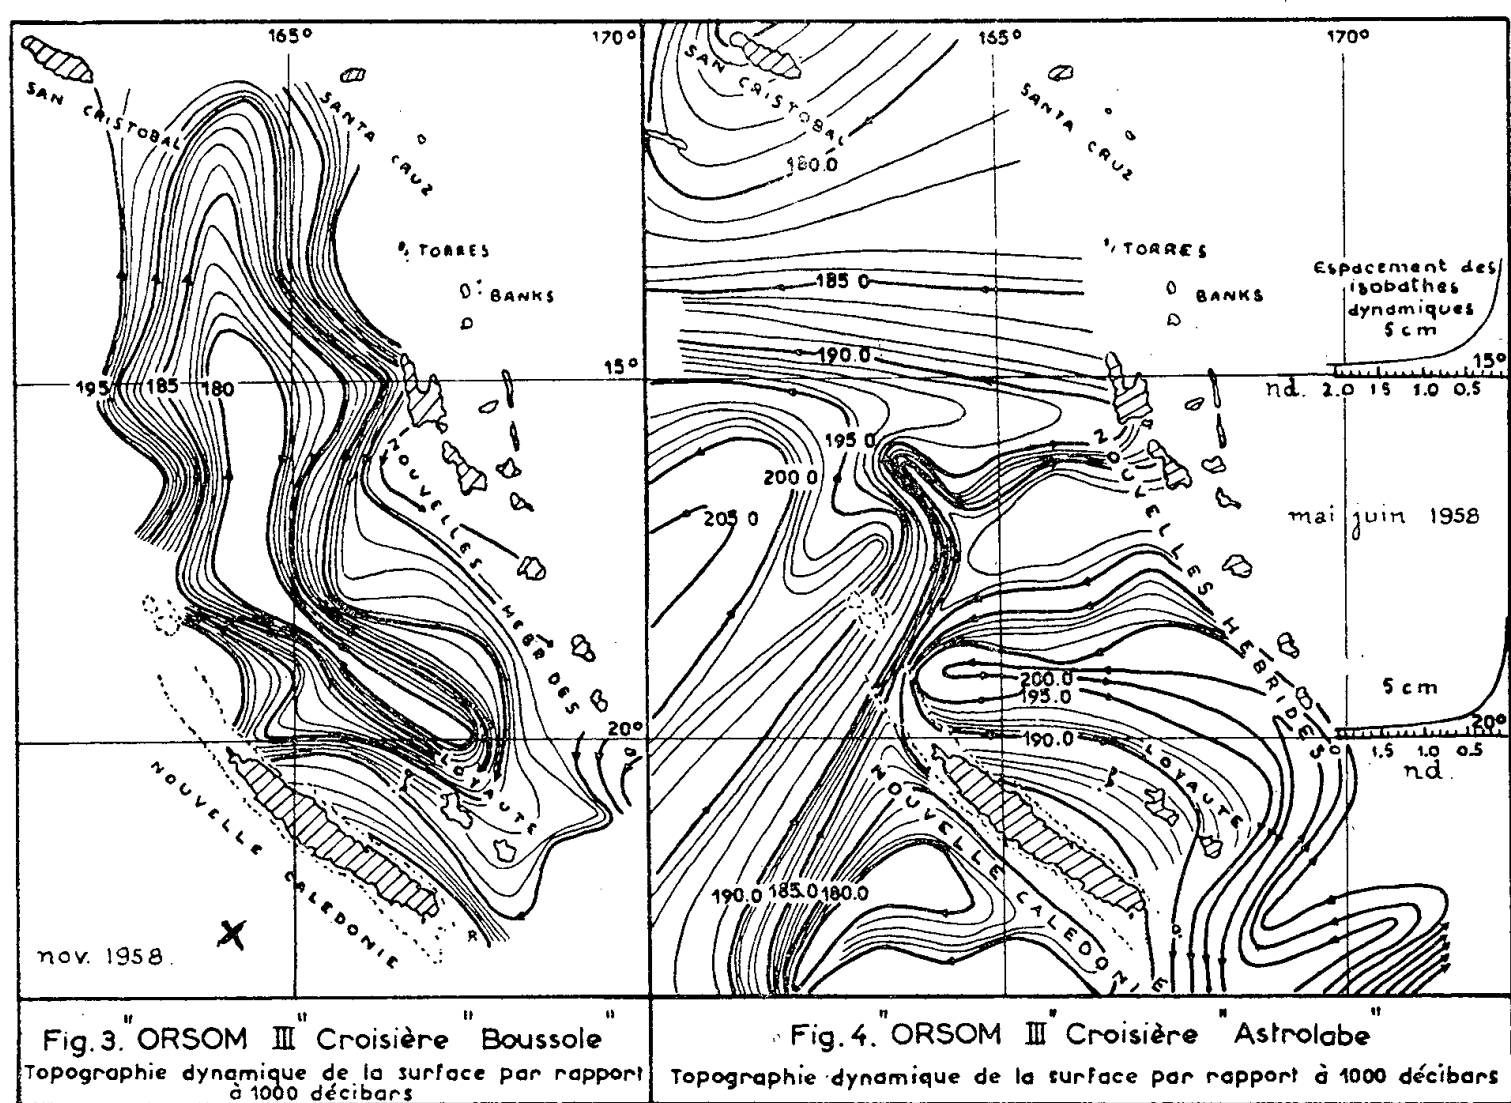 165° 170°
SAN CRISTOBAL
SANTA CRUZ
TORRES
BANKS
15°
195 185 180
NOUVELLES HEBRIDES
20°
LOYAUTE
NOUVELLE CALEDONIE
nov. 1958.
Fig. 3. "ORSOM III" Croisière "Boussole"
Topographie dynamique de la surface par rapport
à 1000 décibars
165° 170°
SAN CRISTOBAL
SANTA CRUZ
180.0
TORRES
BANKS
Espacement des
isobathes
dynamiques
5 cm
185.0
190.0
15°
nd. 2.0 1.5 1.0 0.5
195.0
200.0
205.0
NOUVELLES HEBRIDES
mai juin 1958
200.0
195.0
190.0
5 cm
20°
1.5 1.0 0.5
nd.
LOYAUTE
NOUVELLE CALEDONIE
190.0 185.0 180.0
Fig. 4. "ORSOM III" Croisière "Astrolabe"
Topographie dynamique de la surface par rapport à 1000 décibars